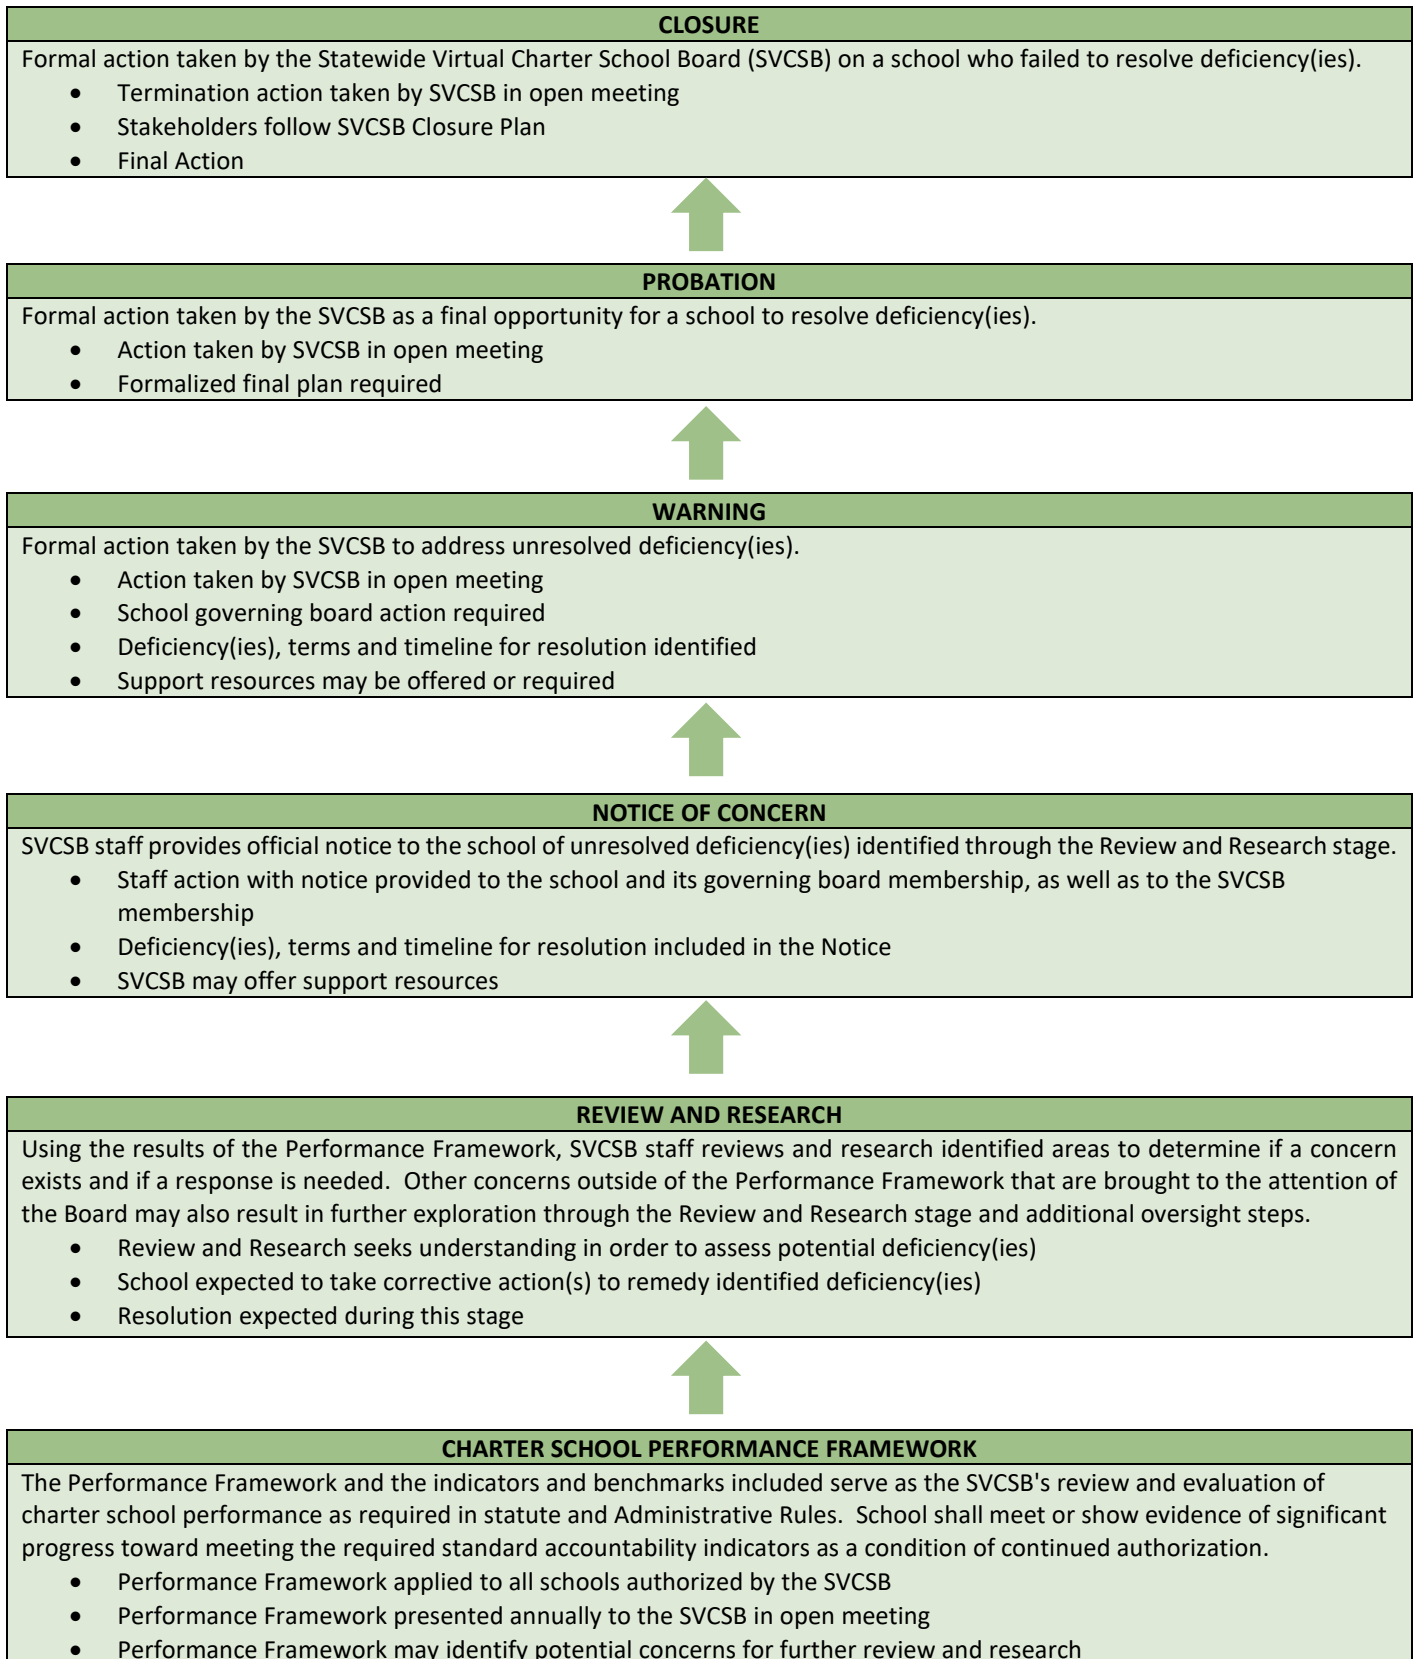 CLOSURE
Formal action taken by the Statewide Virtual Charter School Board (SVCSB) on a school who failed to resolve deficiency(ies).
• Termination action taken by SVCSB in open meeting
• Stakeholders follow SVCSB Closure Plan
• Final Action
PROBATION
Formal action taken by the SVCSB as a final opportunity for a school to resolve deficiency(ies).
• Action taken by SVCSB in open meeting
• Formalized final plan required
WARNING
Formal action taken by the SVCSB to address unresolved deficiency(ies).
• Action taken by SVCSB in open meeting
• School governing board action required
• Deficiency(ies), terms and timeline for resolution identified
• Support resources may be offered or required
NOTICE OF CONCERN
SVCSB staff provides official notice to the school of unresolved deficiency(ies) identified through the Review and Research stage.
• Staff action with notice provided to the school and its governing board membership, as well as to the SVCSB
membership
• Deficiency(ies), terms and timeline for resolution included in the Notice
• SVCSB may offer support resources
REVIEW AND RESEARCH
Using the results of the Performance Framework, SVCSB staff reviews and research identified areas to determine if a concern
exists and if a response is needed. Other concerns outside of the Performance Framework that are brought to the attention of
the Board may also result in further exploration through the Review and Research stage and additional oversight steps.
• Review and Research seeks understanding in order to assess potential deficiency(ies)
• School expected to take corrective action(s) to remedy identified deficiency(ies)
• Resolution expected during this stage
CHARTER SCHOOL PERFORMANCE FRAMEWORK
The Performance Framework and the indicators and benchmarks included serve as the SVCSB's review and evaluation of
charter school performance as required in statute and Administrative Rules. School shall meet or show evidence of significant
progress toward meeting the required standard accountability indicators as a condition of continued authorization.
• Performance Framework applied to all schools authorized by the SVCSB
• Performance Framework presented annually to the SVCSB in open meeting
• Performance Framework may identify potential concerns for further review and research